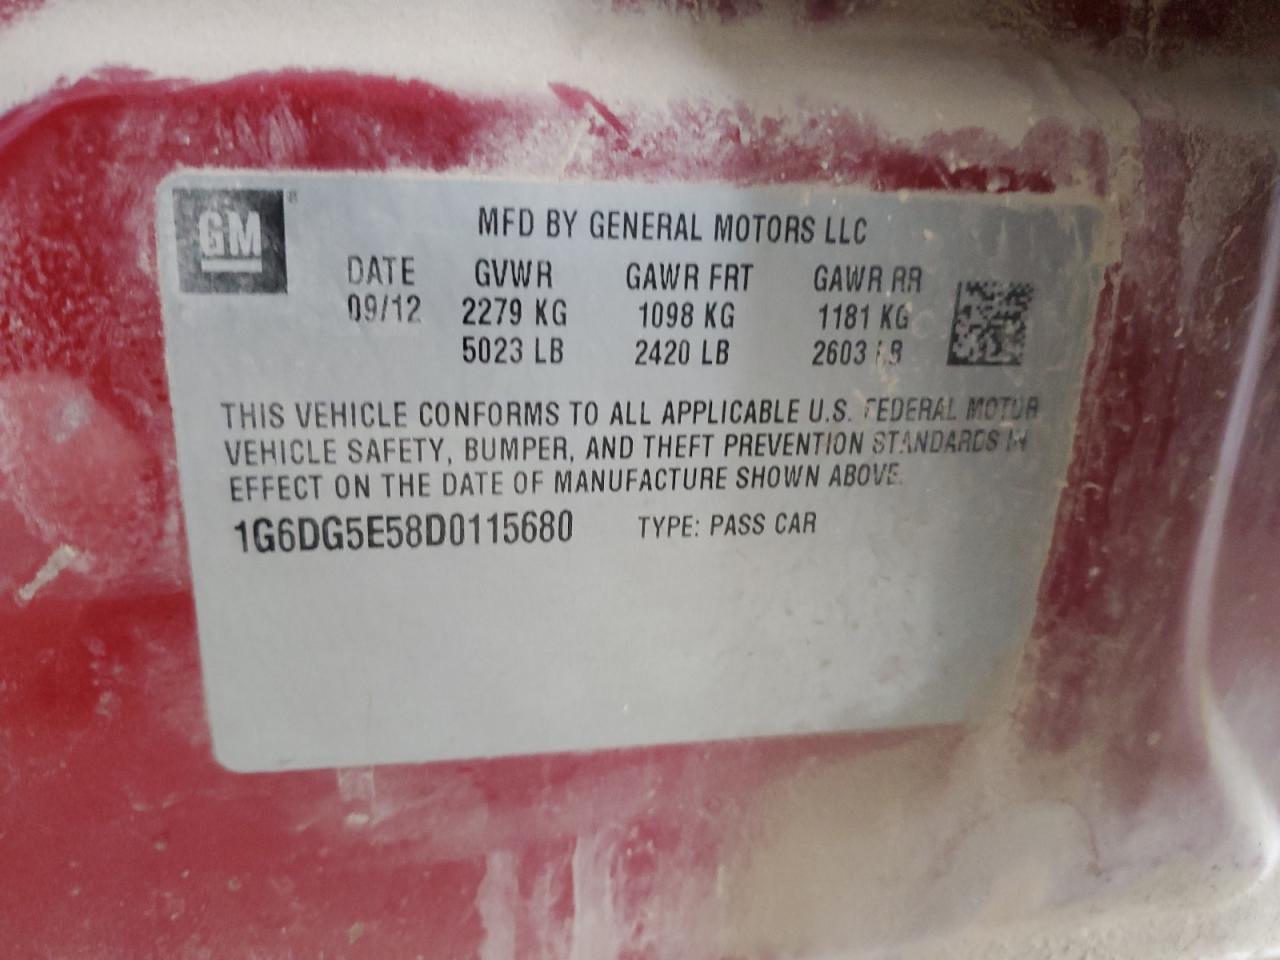 GM®
MFD BY GENERAL MOTORS LLC
DATE GVWR GAWR FRT GAWR RR
09/12 2279 KG 1098 KG 1181 KG
5023 LB 2420 LB 2603 LB
THIS VEHICLE CONFORMS TO ALL APPLICABLE U.S. FEDERAL MOTOR
VEHICLE SAFETY, BUMPER, AND THEFT PREVENTION STANDARDS IN
EFFECT ON THE DATE OF MANUFACTURE SHOWN ABOVE.
1G6DG5E58D0115680 TYPE: PASS CAR